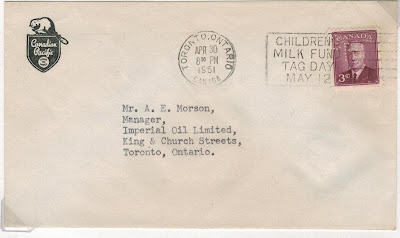 Canadian
Pacific
TORONTO, ONTARIO
APR 30
8 PM
1951
CANADA
CHILDREN
MILK FUN
TAG DAY
MAY 12
CANADA
3¢
Mr. A. E. Morson,
Manager,
Imperial Oil Limited,
King & Church Streets,
Toronto, Ontario.